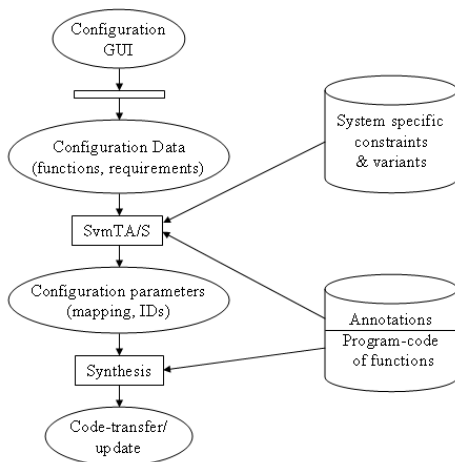 Configuration
GUI
Configuration Data
(functions, requirements)
System specific
constraints
& variants
SvmTA/S
Configuration parameters
(mapping, IDs)
Annotations
Program-code
of functions
Synthesis
Code-transfer/
update